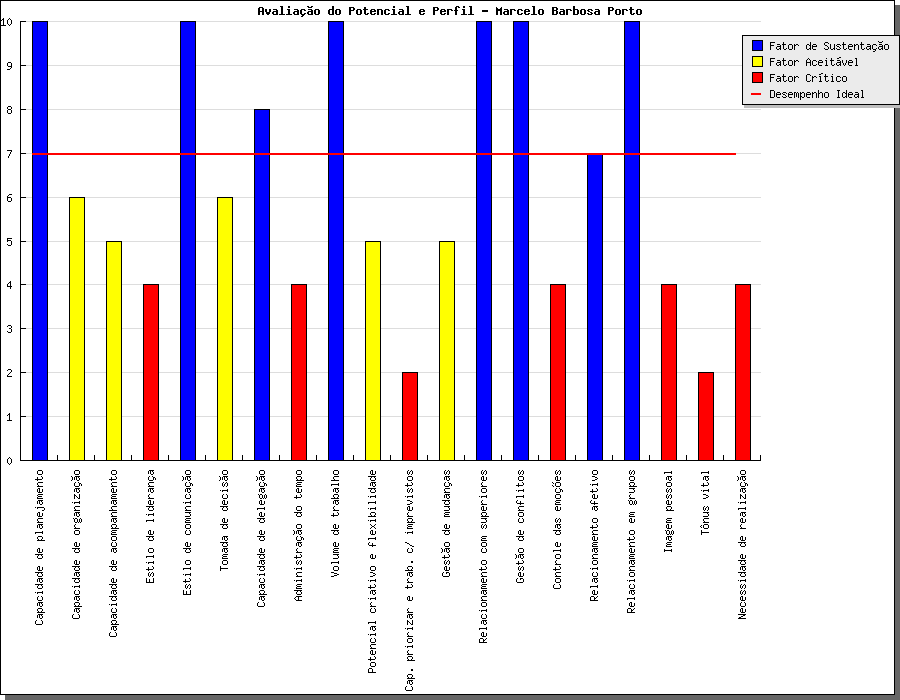 Avaliação do Potencial e Perfil - Marcelo Barbosa Porto
Fator de Sustentação
Fator Aceitável
Fator Crítico
Desempenho Ideal
10
9
8
7
6
5
4
3
2
1
0
Capacidade de planejamento
Capacidade de organização
Capacidade de acompanhamento
Estilo de liderança
Estilo de comunicação
Tomada de decisão
Capacidade de delegação
Administração do tempo
Volume de trabalho
Potencial criativo e flexibilidade
Cap. priorizar e trab. c/ imprevistos
Gestão de mudanças
Relacionamento com superiores
Gestão de conflitos
Controle das emoções
Relacionamento afetivo
Relacionamento em grupos
Imagem pessoal
Tônus vital
Necessidade de realização